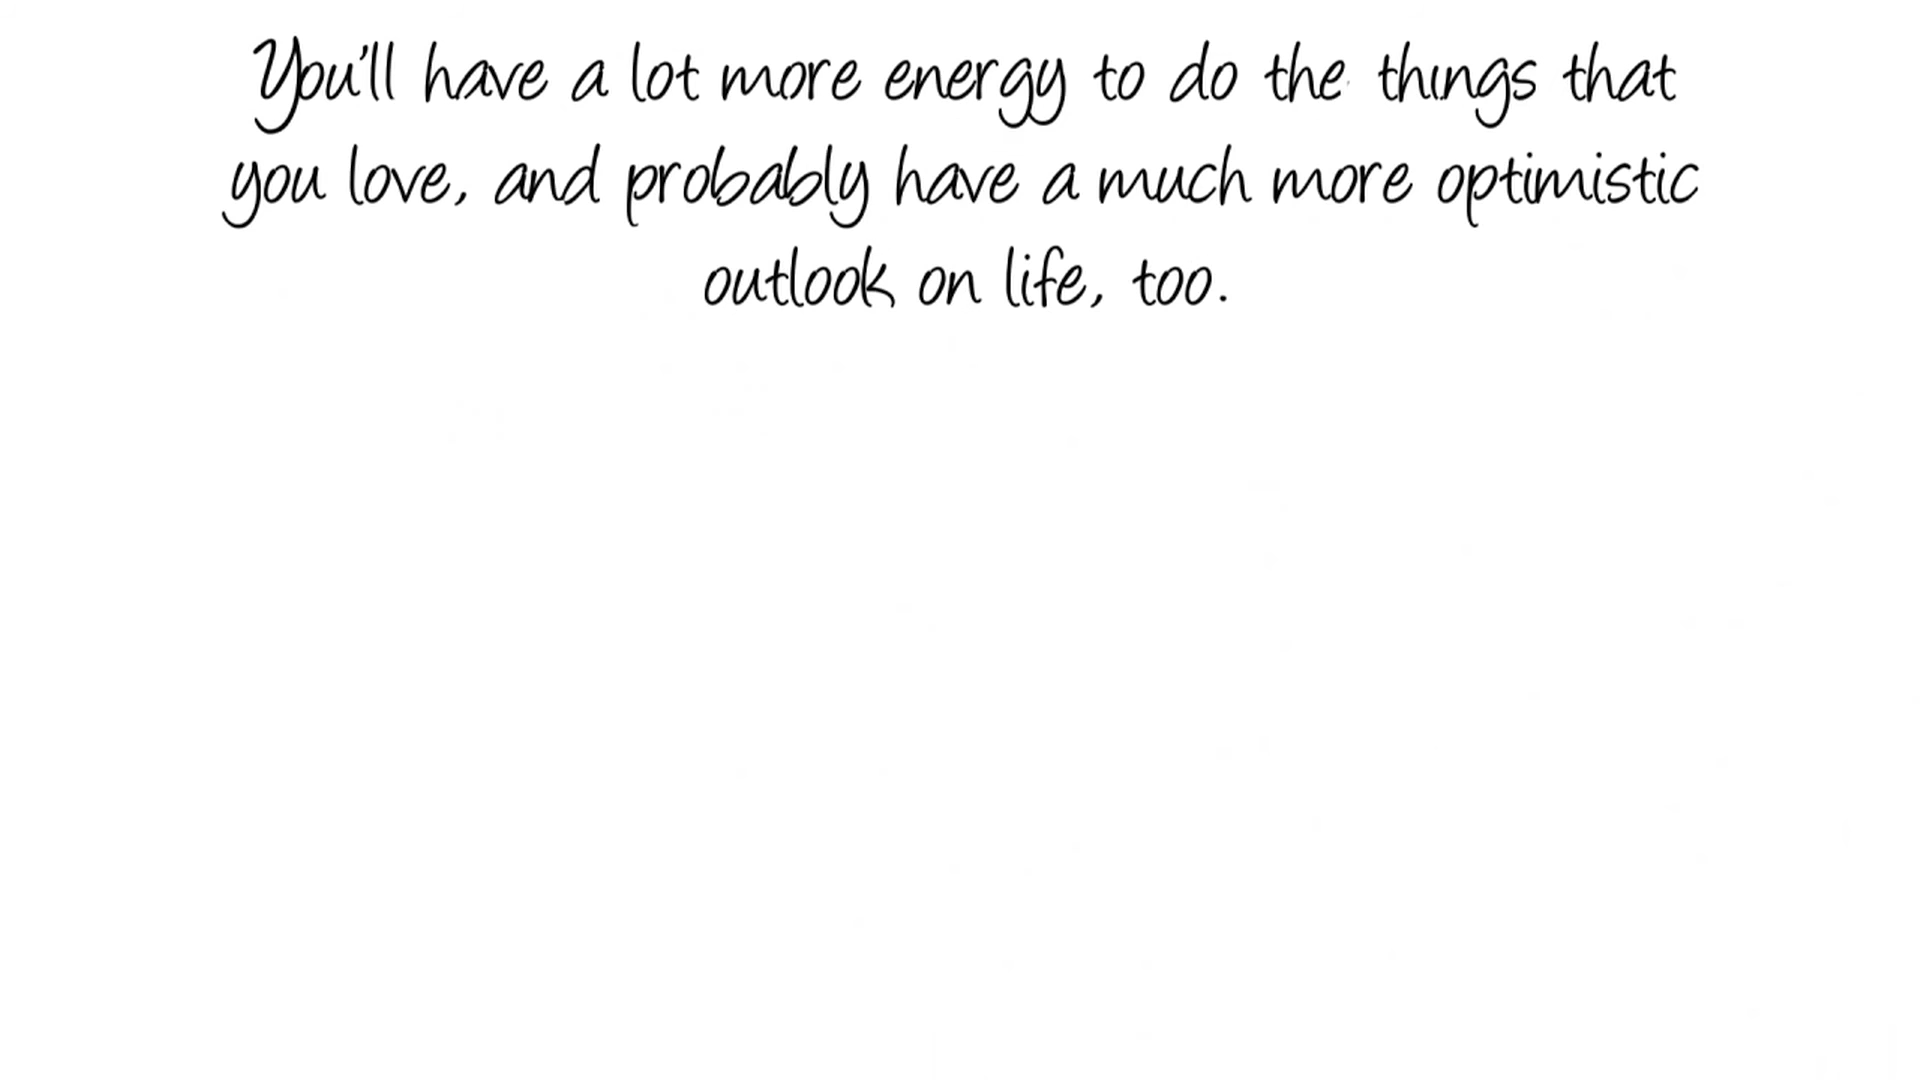 You'll have a lot more energy to do the things that
you love, and probably have a much more optimistic
outlook on life, too.